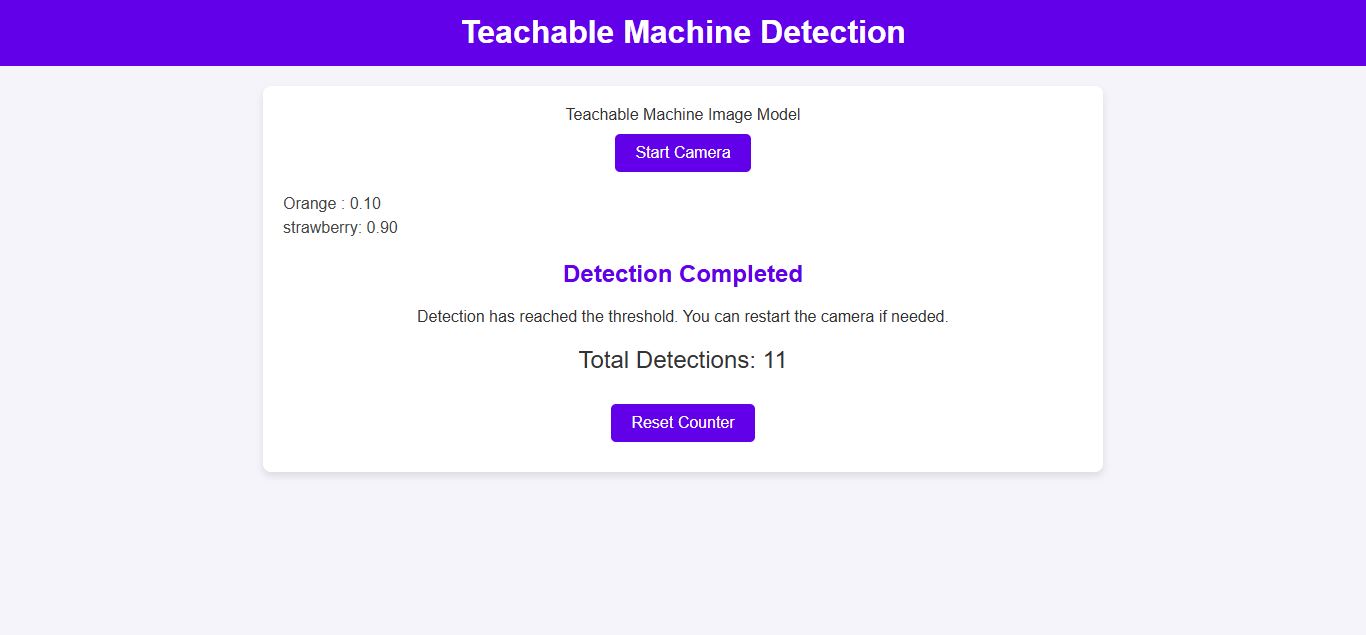 Teachable Machine Detection
Teachable Machine Image Model
Start Camera
Orange : 0.10
strawberry: 0.90
Detection Completed
Detection has reached the threshold. You can restart the camera if needed.
Total Detections: 11
Reset Counter